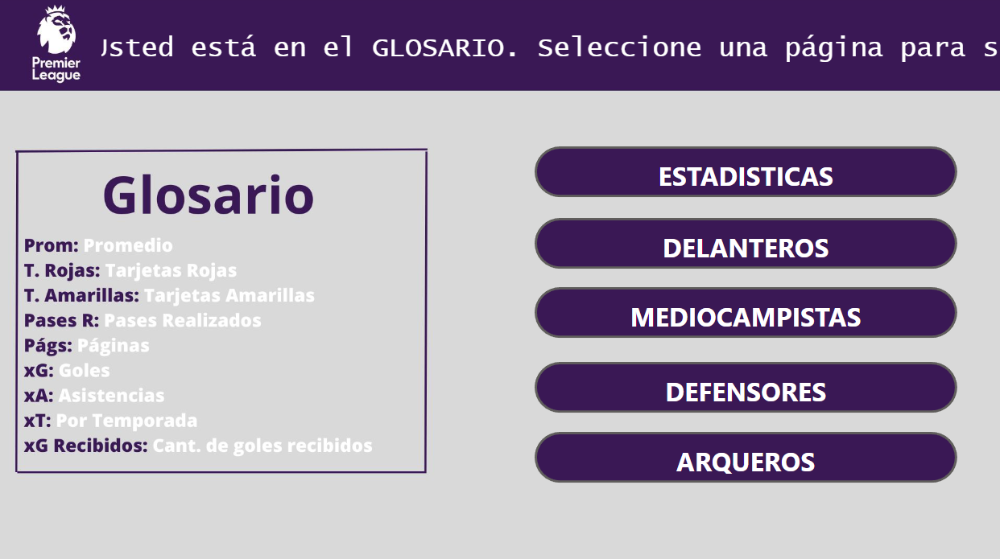 Premier
League
Usted está en el GLOSARIO. Seleccione una página para s
Glosario
Prom: Promedio
T. Rojas: Tarjetas Rojas
T. Amarillas: Tarjetas Amarillas
Pases R: Pases Realizados
Págs: Páginas
xG: Goles
xA: Asistencias
xT: Por Temporada
xG Recibidos: Cant. de goles recibidos
ESTADISTICAS
DELANTEROS
MEDIOCAMPISTAS
DEFENSORES
ARQUEROS